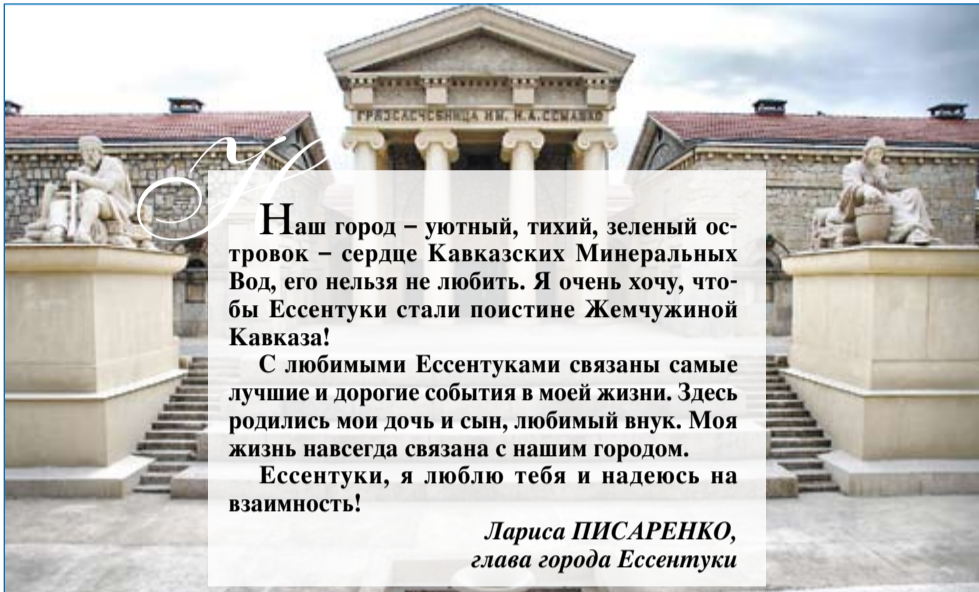 ГРЯЗЕЛЕЧЕБНИЦА ИМ. Н.А.СЕМАШКО
Наш город – уютный, тихий, зеленый ос-
тровок – сердце Кавказских Минеральных
Вод, его нельзя не любить. Я очень хочу, что-
бы Ессентуки стали поистине Жемчужиной
Кавказа!
С любимыми Ессентуками связаны самые
лучшие и дорогие события в моей жизни. Здесь
родились мои дочь и сын, любимый внук. Моя
жизнь навсегда связана с нашим городом.
Ессентуки, я люблю тебя и надеюсь на
взаимность!
Лариса ПИСАРЕНКО,
глава города Ессентуки